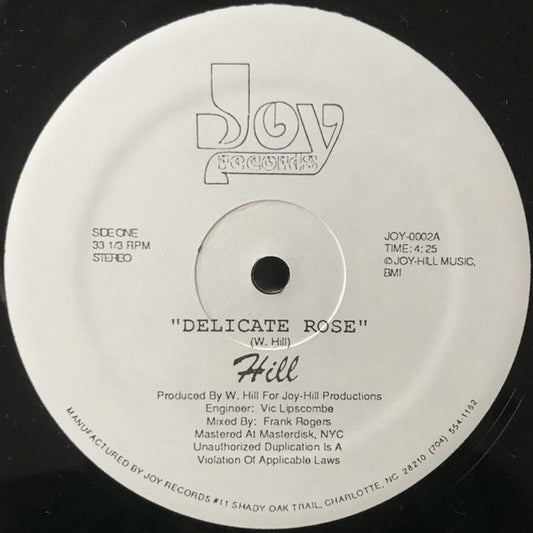 Joy
records
SIDE ONE
33 1/3 RPM
STEREO
JOY-0002A
TIME: 4: 25
© JOY-HILL MUSIC,
BMI
"DELICATE ROSE"
(W. Hill)
Hill
Produced By W. Hill For Joy-Hill Productions
Engineer: Vic Lipscombe
Mixed By: Frank Rogers
Mastered At Masterdisk, NYC
Unauthorized Duplication Is A
Violation Of Applicable Laws
MANUFACTURED BY JOY RECORDS #11 SHADY OAK TRAIL, CHARLOTTE, NC 28210 (704) 554-1152